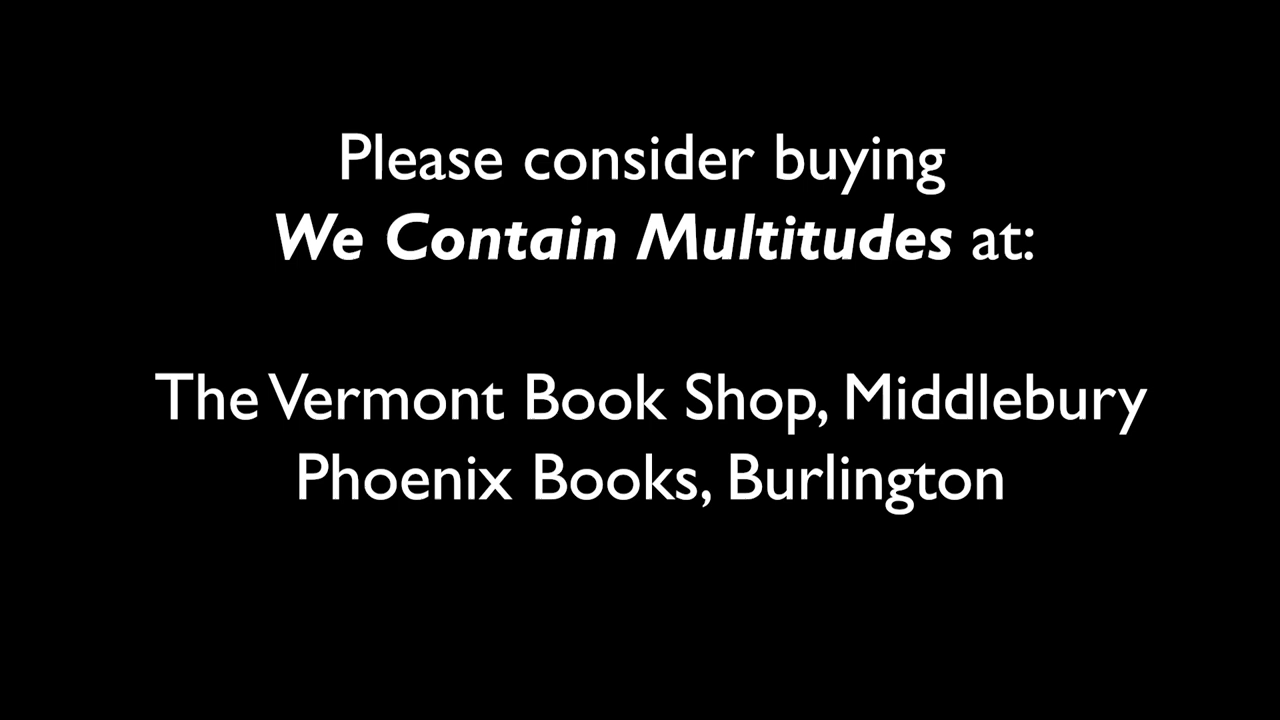 Please consider buying
We Contain Multitudes at:
The Vermont Book Shop, Middlebury
Phoenix Books, Burlington